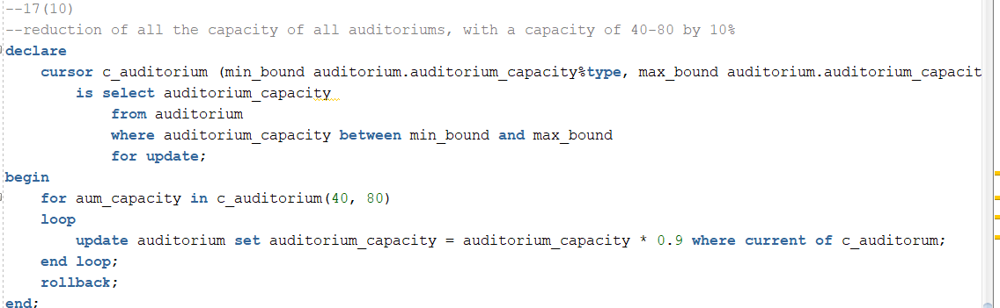 --17(10)
--reduction of all the capacity of all auditoriums, with a capacity of 40-80 by 10%
declare
cursor c_auditorium (min_bound auditorium.auditorium_capacity%type, max_bound auditorium.auditorium_capacit
is select auditorium_capacity
from auditorium
where auditorium_capacity between min_bound and max_bound
for update;
begin
for aum_capacity in c_auditorium(40, 80)
loop
update auditorium set auditorium_capacity = auditorium_capacity * 0.9 where current of c_auditorum;
end loop;
rollback;
end;